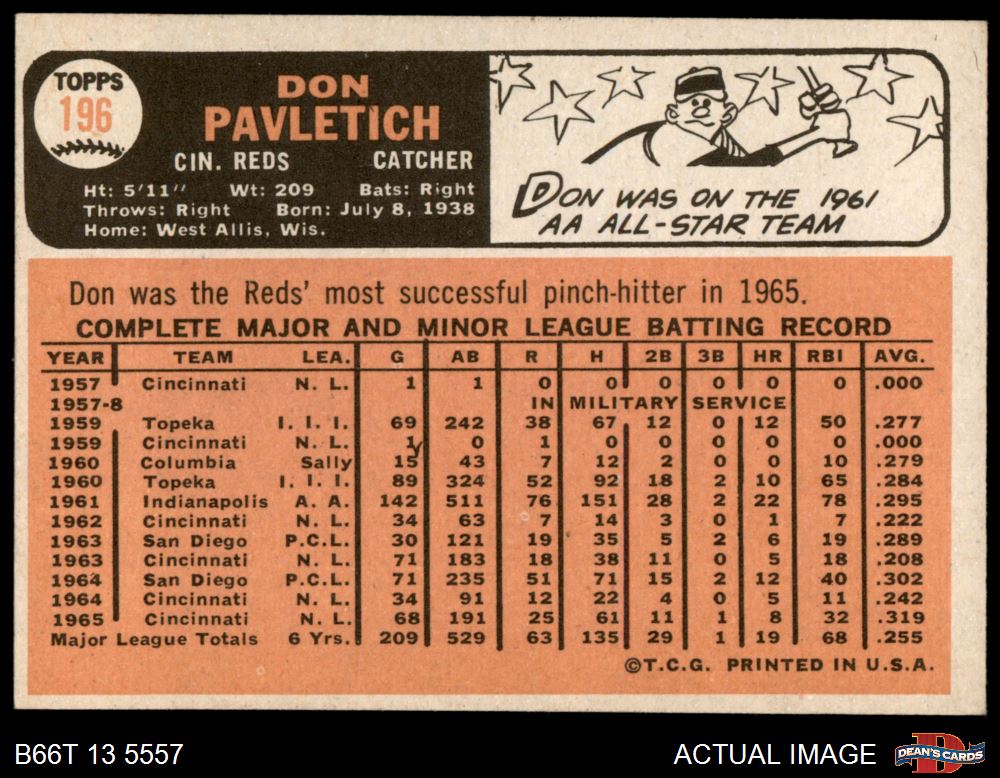 TOPPS
196
DON
PAVLETICH
CIN. REDS CATCHER
Ht: 5'11" Wt: 209 Bats: Right
Throws: Right Born: July 8, 1938
Home: West Allis, Wis.
DON WAS ON THE 1961
AA ALL-STAR TEAM
Don was the Reds' most successful pinch-hitter in 1965.
COMPLETE MAJOR AND MINOR LEAGUE BATTING RECORD
YEAR TEAM LEA. G AB R H 2B 3B HR RBI AVG.
1957 Cincinnati N. L. 1 1 0 0 0 0 0 0 .000
1957-8 IN MILITARY SERVICE
1959 Topeka I. I. I. 69 242 38 67 12 0 12 50 .277
1959 Cincinnati N. L. 1 0 1 0 0 0 0 0 .000
1960 Columbia Sally 15 43 7 12 2 0 0 10 .279
1960 Topeka I. I. I. 89 324 52 92 18 2 10 65 .284
1961 Indianapolis A. A. 142 511 76 151 28 2 22 78 .295
1962 Cincinnati N. L. 34 63 7 14 3 0 1 7 .222
1963 San Diego P.C.L. 30 121 19 35 5 2 6 19 .289
1963 Cincinnati N. L. 71 183 18 38 11 0 5 18 .208
1964 San Diego P.C.L. 71 235 51 71 15 2 12 40 .302
1964 Cincinnati N. L. 34 91 12 22 4 0 5 11 .242
1965 Cincinnati N. L. 68 191 25 61 11 1 8 32 .319
Major League Totals 6 Yrs. 209 529 63 135 29 1 19 68 .255
©T.C.G. PRINTED IN U.S.A.
B66T 13 5557 ACTUAL IMAGE
DEAN'S CARDS